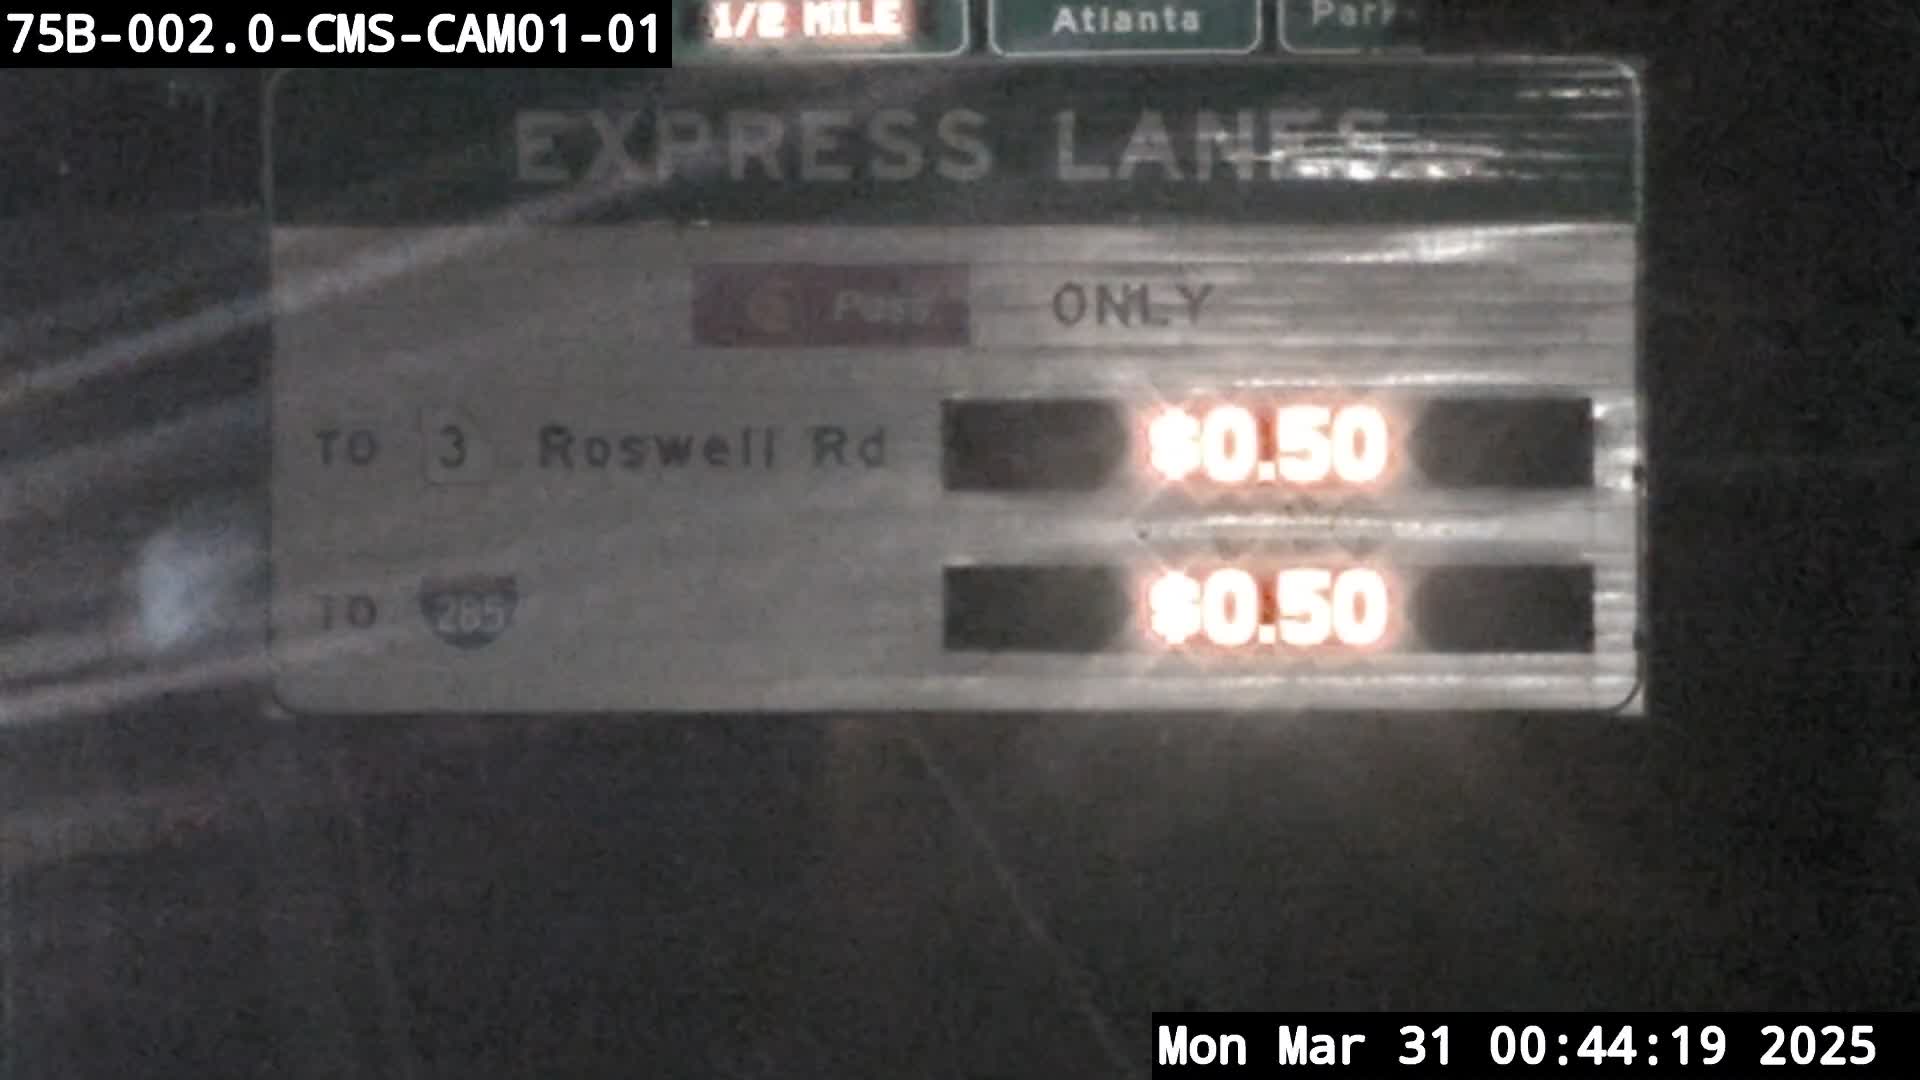 75B-002.0-CMS-CAM01-01
1/2 MILE
Atlanta
EXPRESS LANES
Pass ONLY
TO 3 Roswell Rd $0.50
TO 285 $0.50
Mon Mar 31 00:44:19 2025